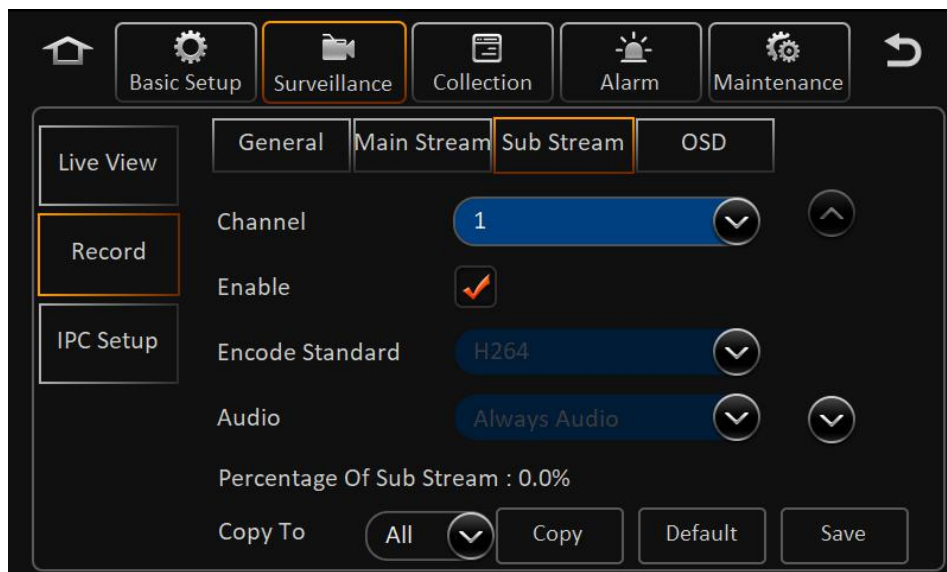 Basic Setup Surveillance Collection Alarm Maintenance
General Main Stream Sub Stream OSD
Live View
Channel 1
Record
Enable
IPC Setup
Encode Standard H264
Audio Always Audio
Percentage Of Sub Stream : 0.0%
Copy To All Copy Default Save